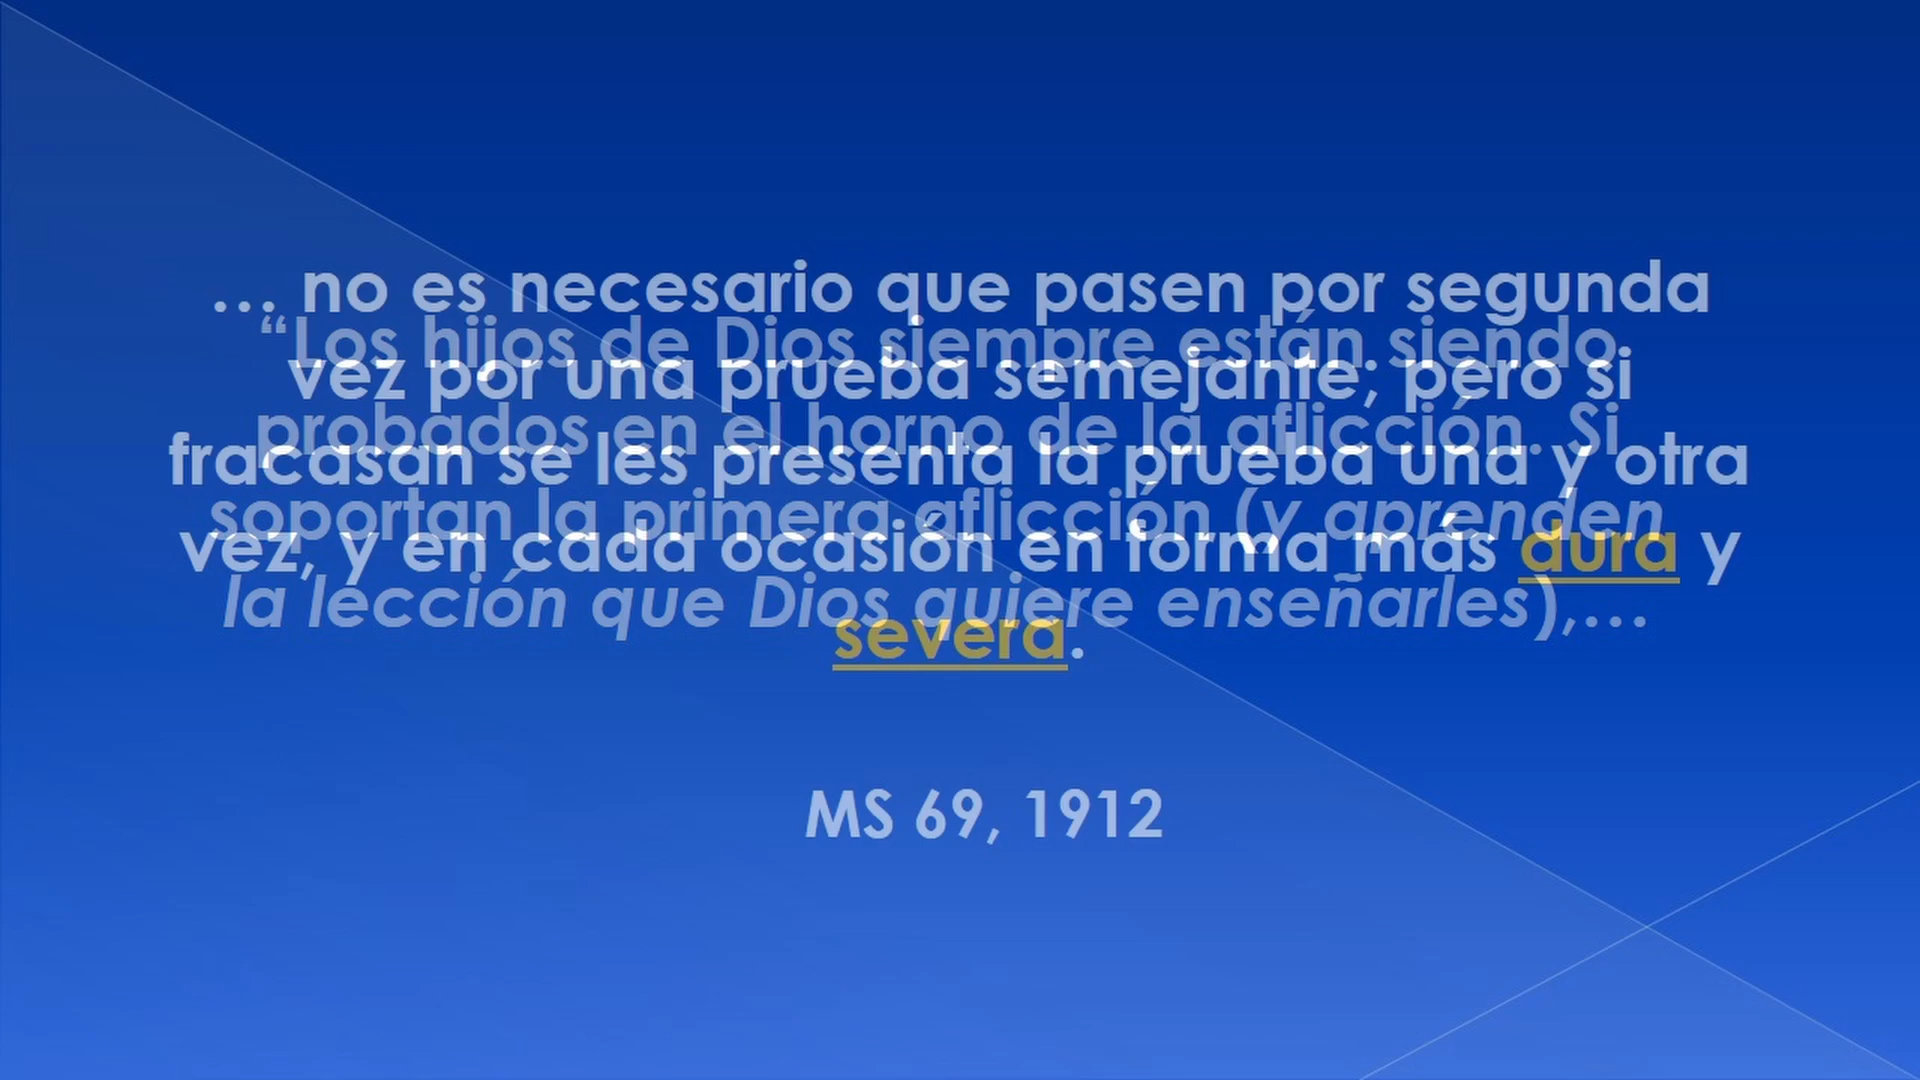 “Los hijos de Dios siempre están siendo
probados en el horno de la aflicción. Si
soportan la primera aflicción (y aprenden
la lección que Dios quiere enseñarles),…
… no es necesario que pasen por segunda
vez por una prueba semejante; pero si
fracasan se les presenta la prueba una y otra
vez, y en cada ocasión en forma más dura y
severa.
MS 69, 1912